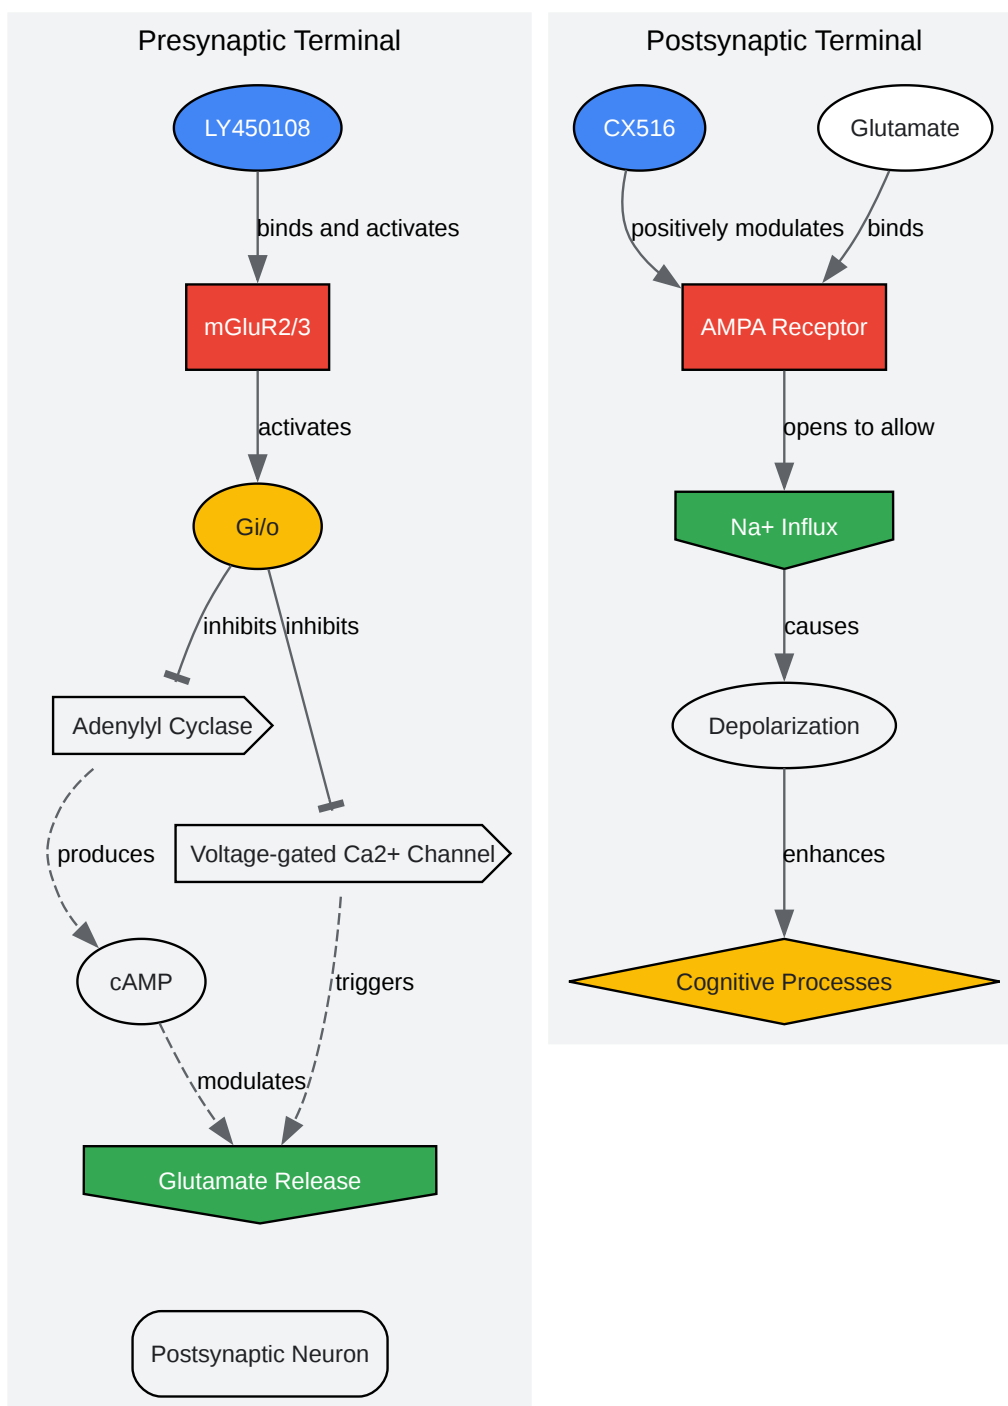 Presynaptic Terminal
LY450108
binds and activates
mGluR2/3
activates
Gi/o
inhibits
inhibits
Adenylyl Cyclase
Voltage-gated Ca2+ Channel
produces
cAMP
triggers
modulates
Glutamate Release
Postsynaptic Neuron
Postsynaptic Terminal
CX516
Glutamate
positively modulates
binds
AMPA Receptor
opens to allow
Na+ Influx
causes
Depolarization
enhances
Cognitive Processes